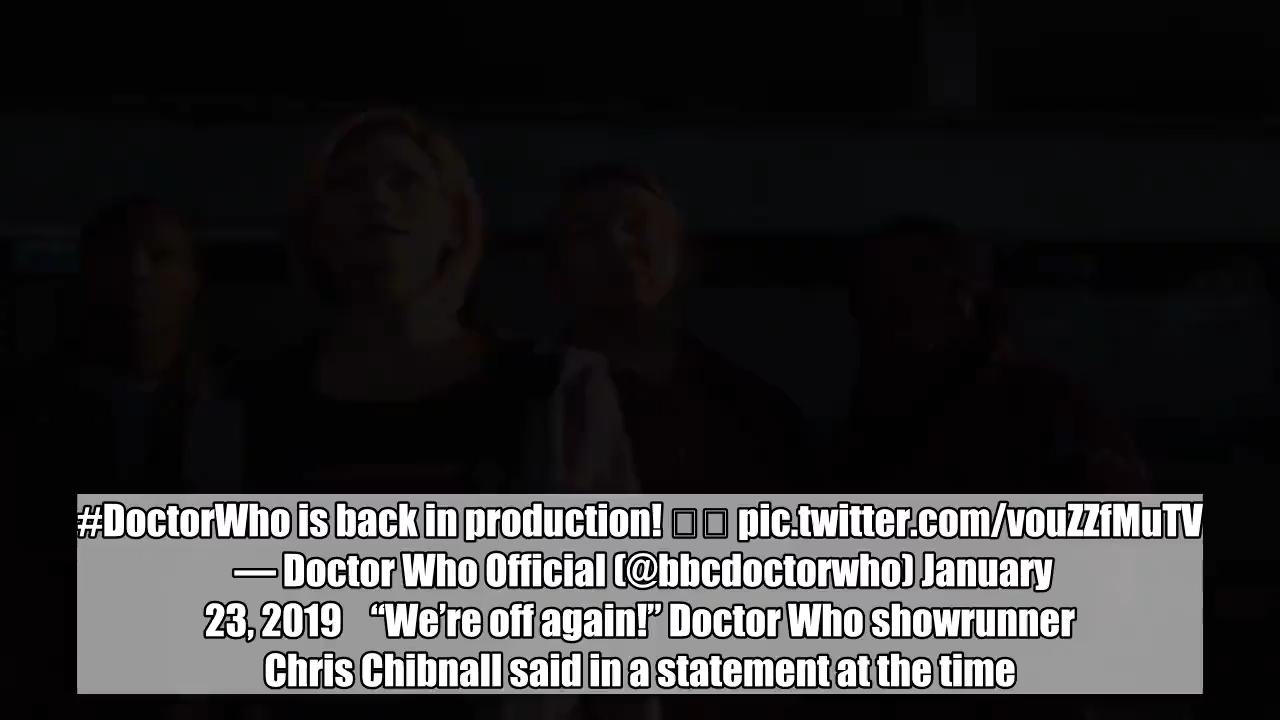 #DoctorWho is back in production! □□ pic.twitter.com/vouZZfMuTV
— Doctor Who Official (@bbcdoctorwho) January
23, 2019 “We’re off again!” Doctor Who showrunner
Chris Chibnall said in a statement at the time